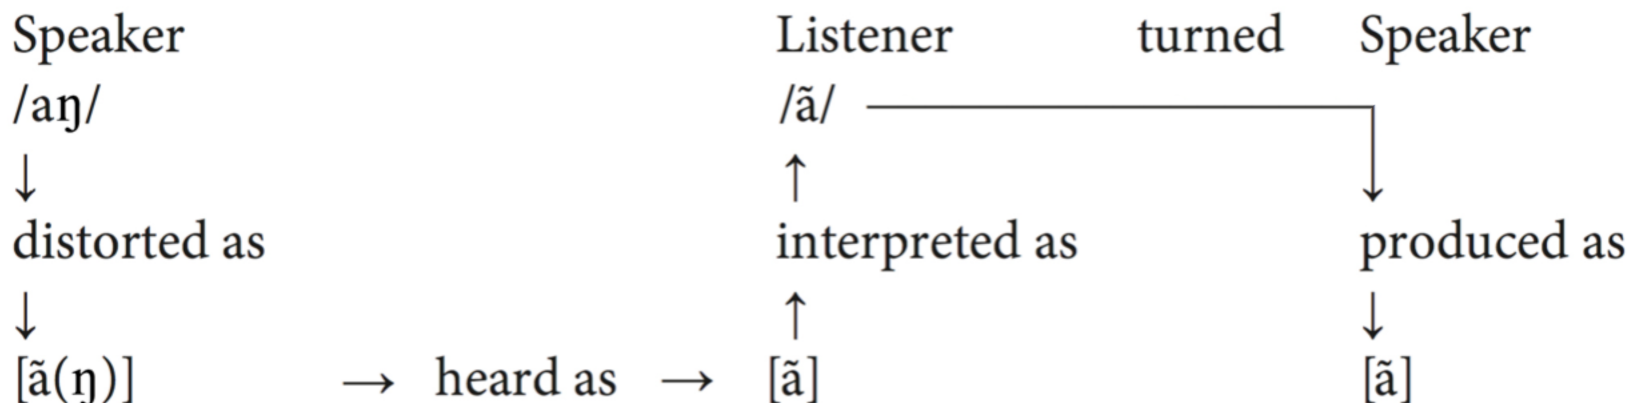 Speaker Listener turned Speaker
/aŋ/ /ã/
↓ ↑
distorted as interpreted as produced as
↓ ↑ ↓
[ã(ŋ)] → heard as → [ã] [ã]